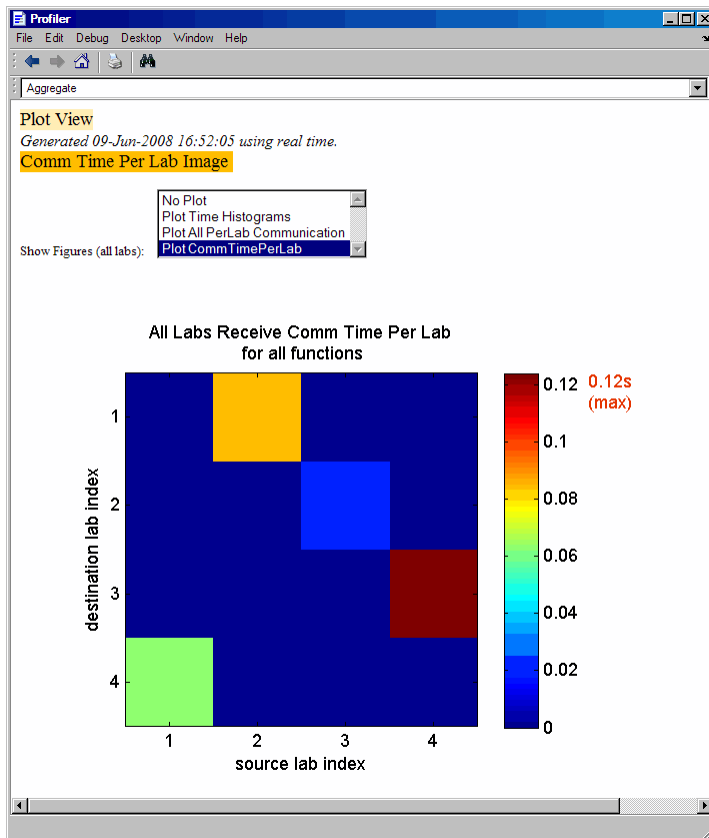 Profiler
File Edit Debug Desktop Window Help
Aggregate
Plot View
Generated 09-Jun-2008 16:52:05 using real time.
Comm Time Per Lab Image
No Plot
Plot Time Histograms
Plot All PerLab Communication
Show Figures (all labs): Plot CommTimePerLab
All Labs Receive Comm Time Per Lab
for all functions
0.12 0.12s
(max)
1
0.1
0.08
2
destination lab index
0.06
3
0.04
0.02
4
0
1 2 3 4
source lab index